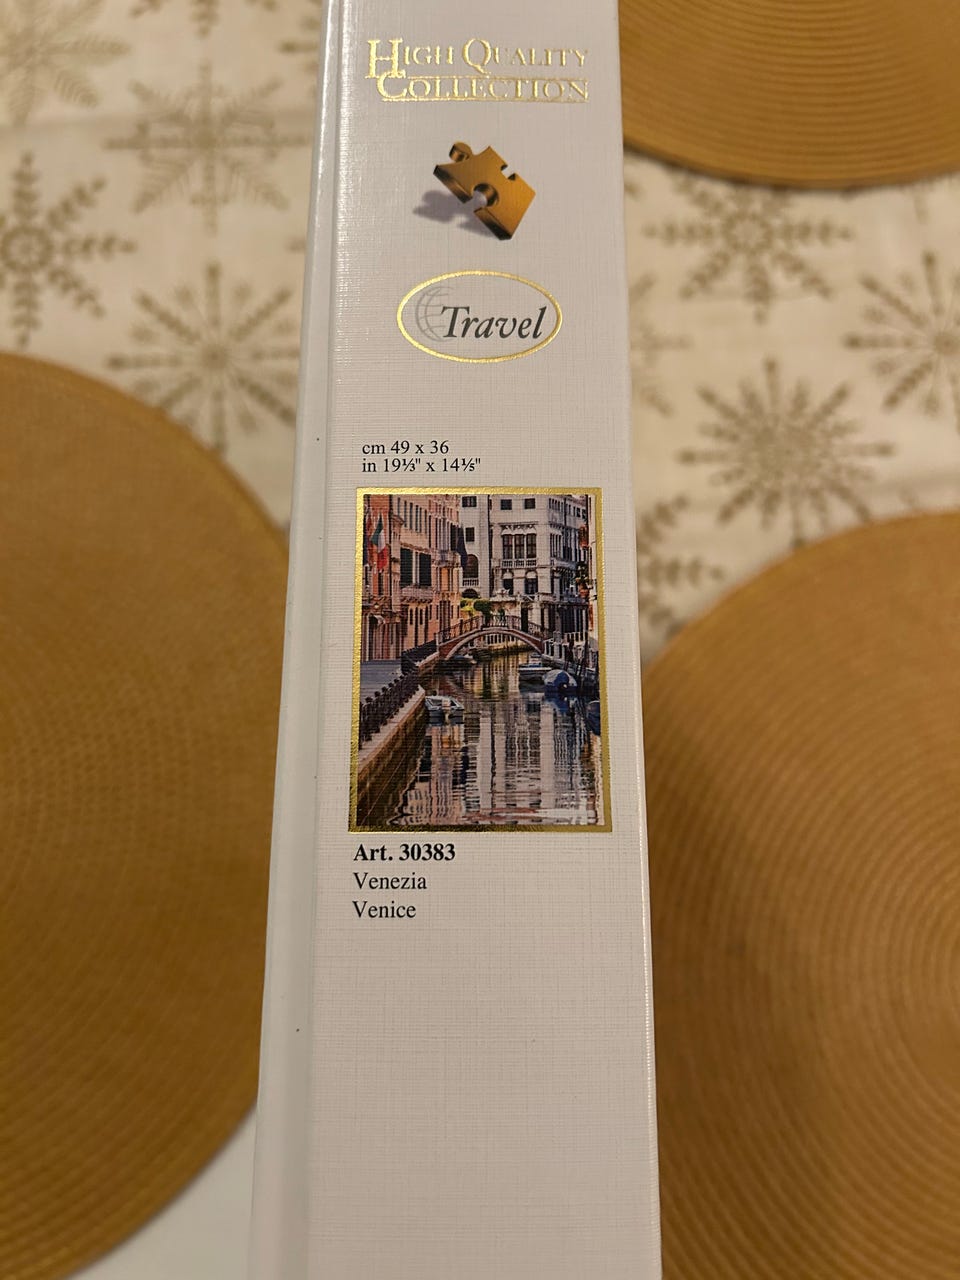 HIGH QUALITY
COLLECTION
Travel
cm 49 x 36
in 19⅓" x 14⅕"
Art. 30383
Venezia
Venice